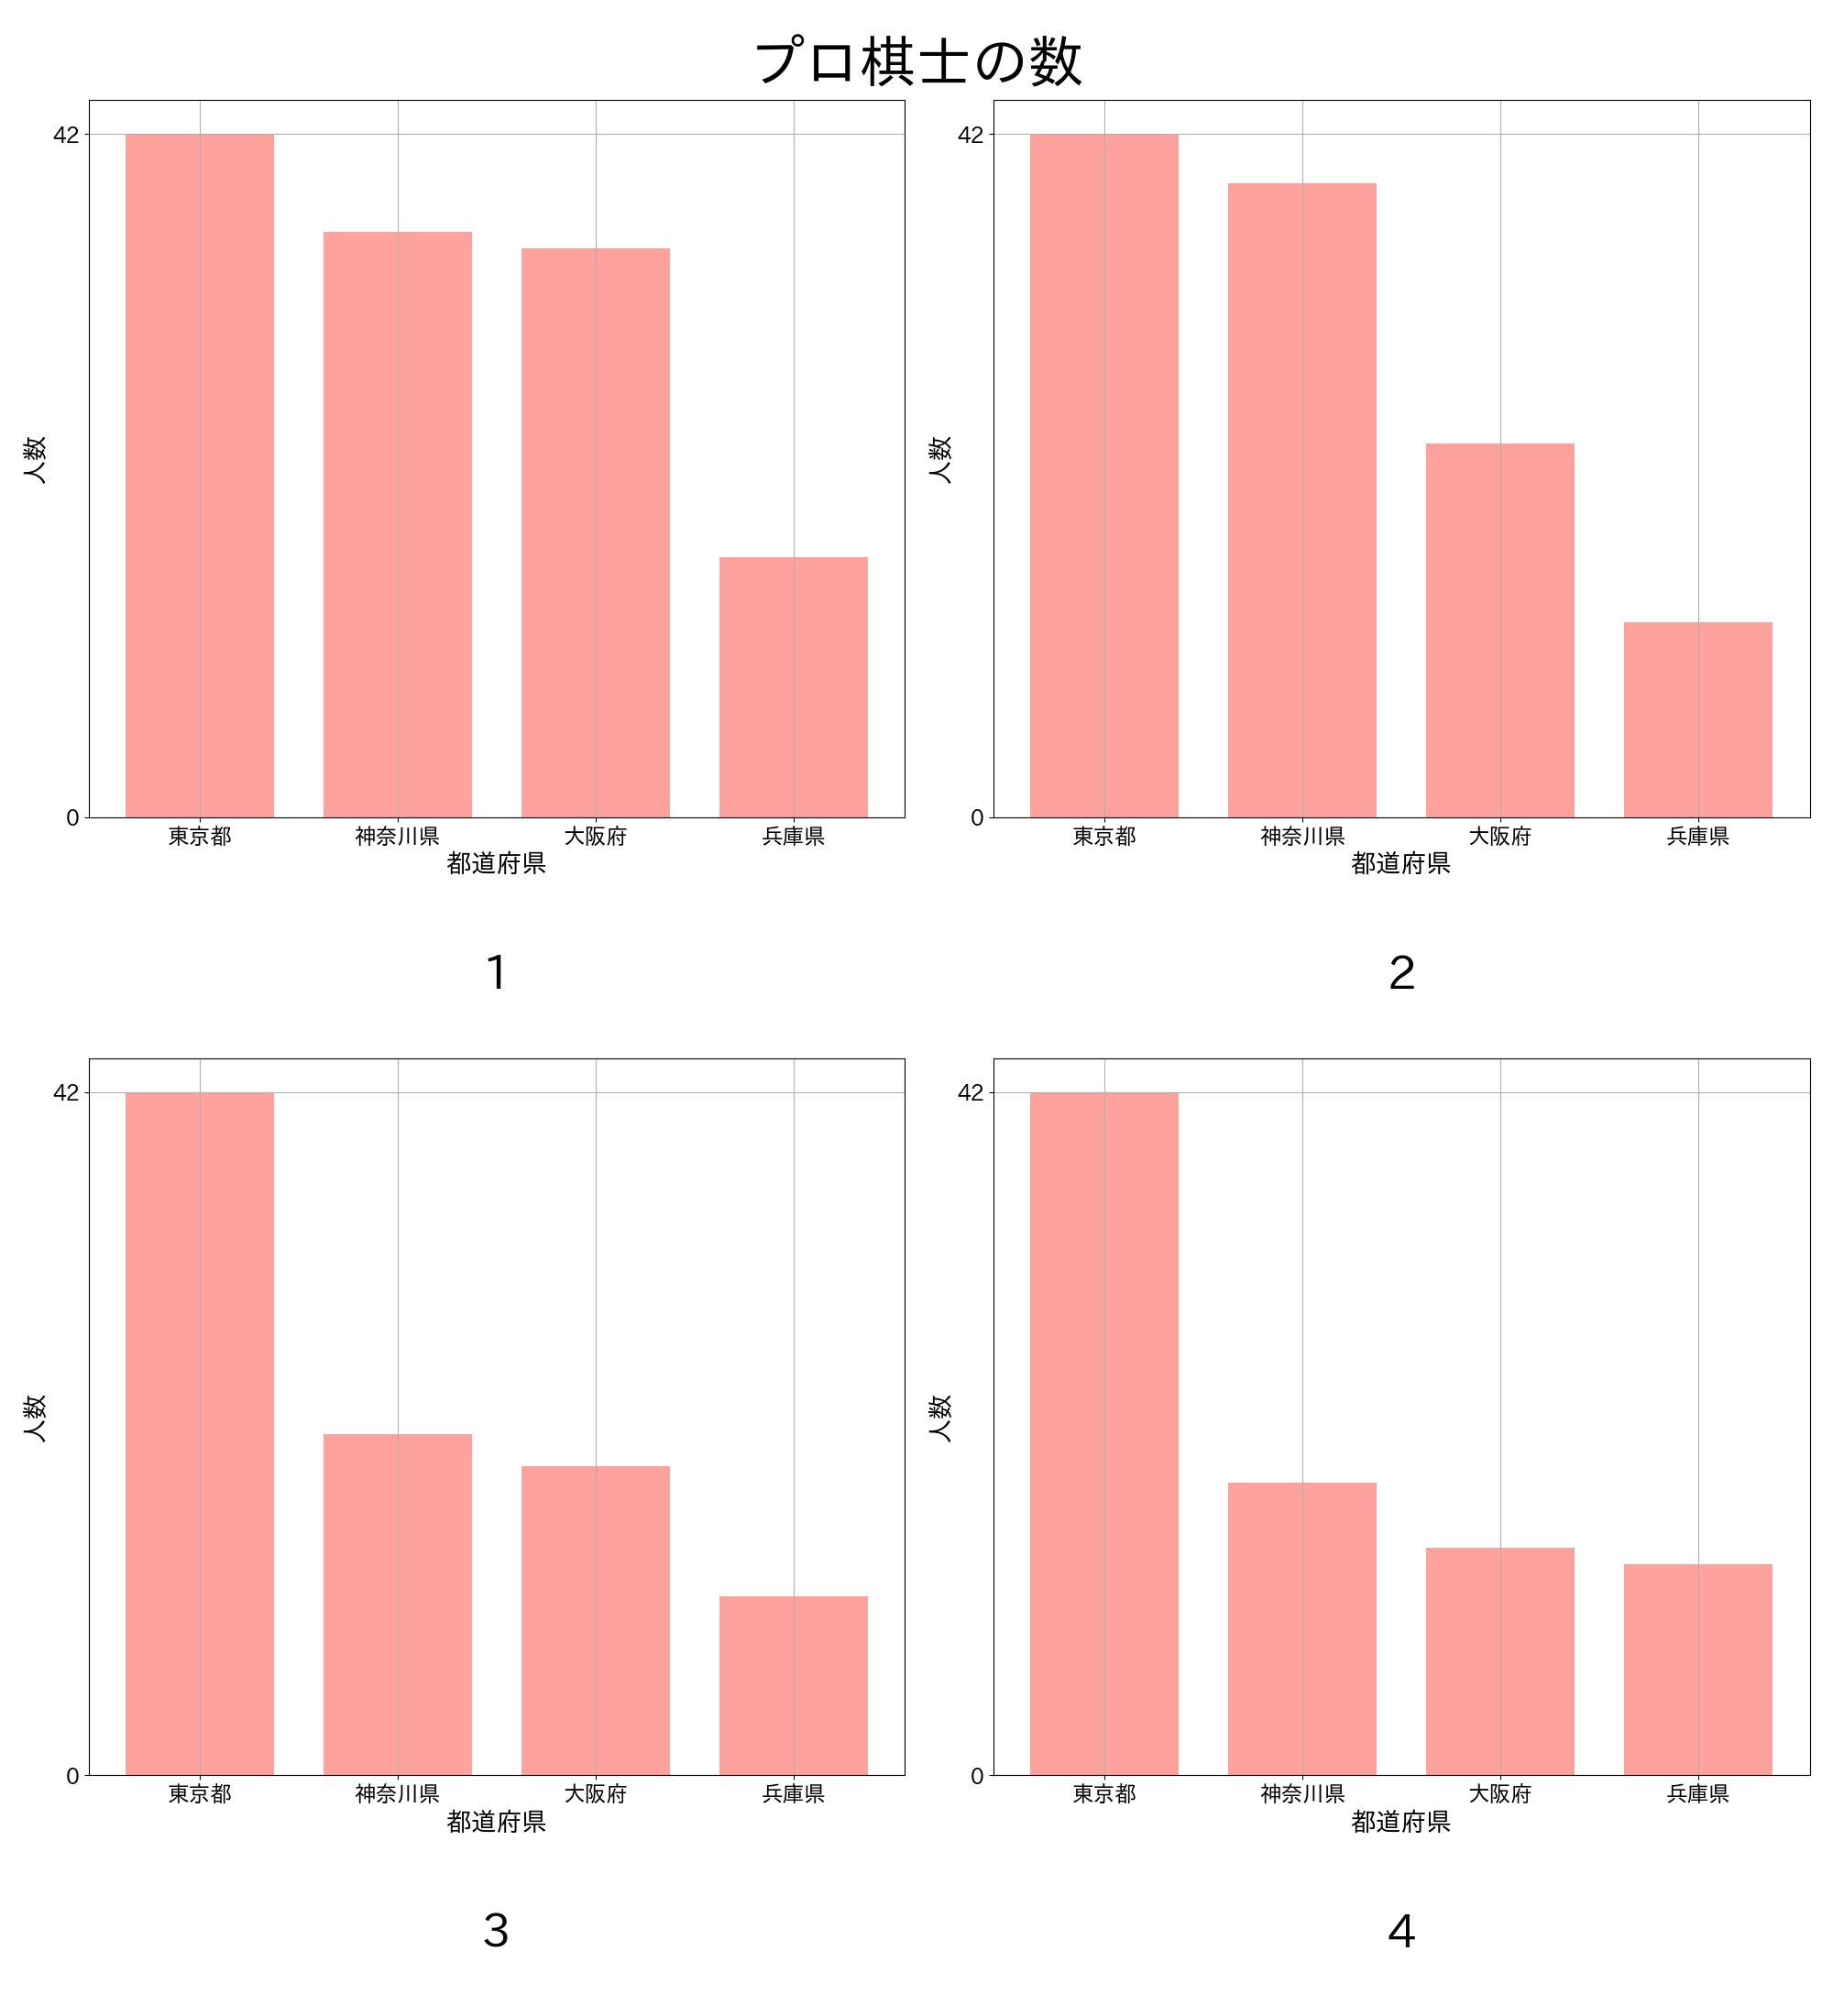 プロ棋士の数
42
0
人数
東京都 神奈川県 大阪府 兵庫県
都道府県
1
42
0
人数
東京都 神奈川県 大阪府 兵庫県
都道府県
2
42
0
人数
東京都 神奈川県 大阪府 兵庫県
都道府県
3
42
0
人数
東京都 神奈川県 大阪府 兵庫県
都道府県
4